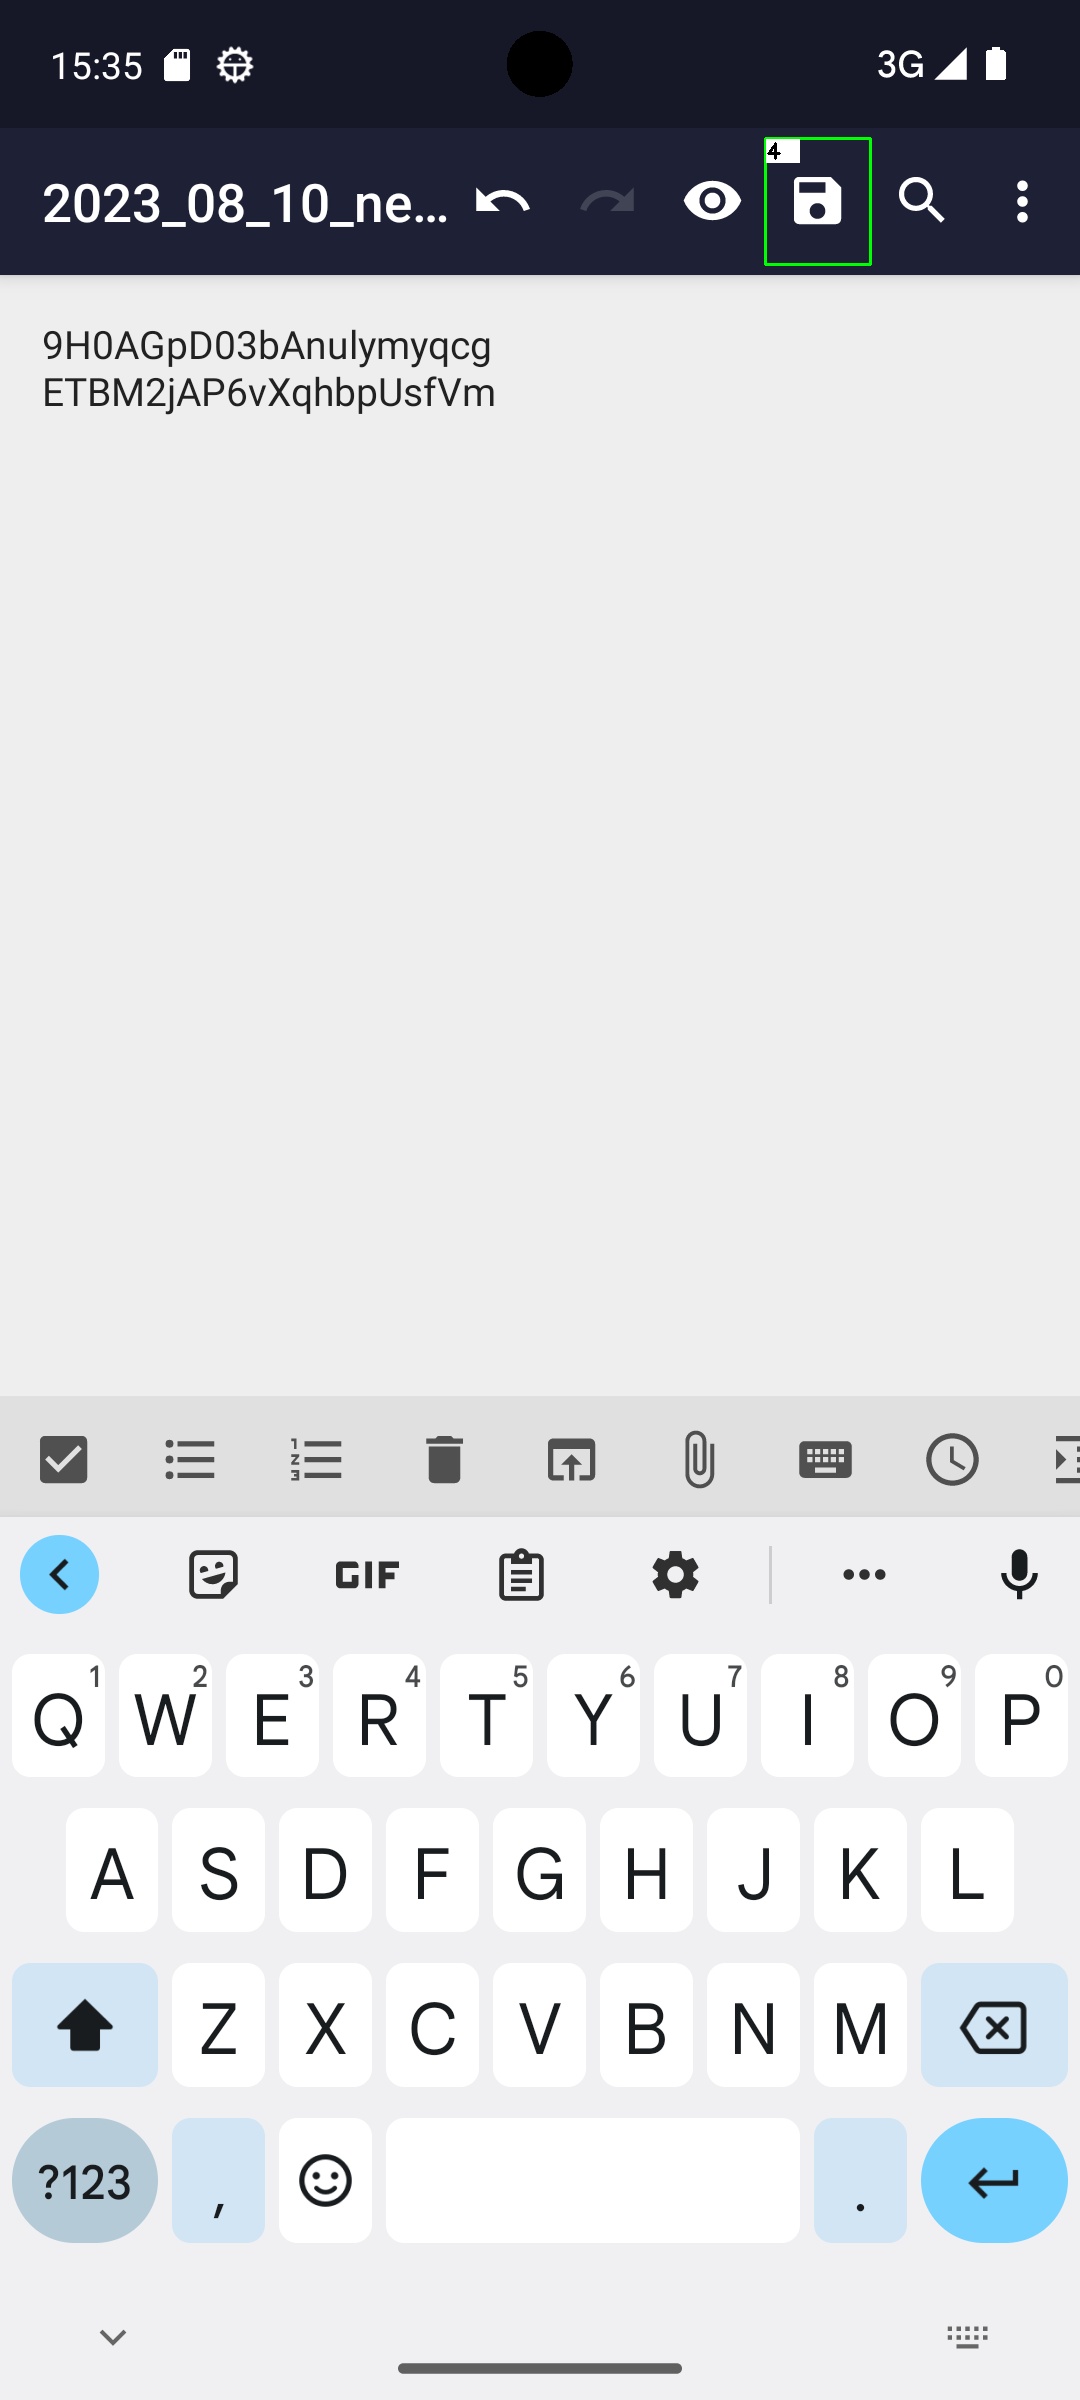 15:35 3G
4
2023_08_10_ne...
9H0AGpD03bAnulymyqcg
ETBM2jAP6vXqhbpUsfVm
GIF
1 2 3 4 5 6 7 8 9 0
Q W E R T Y U I O P
A S D F G H J K L
Z X C V B N M
?123 , .